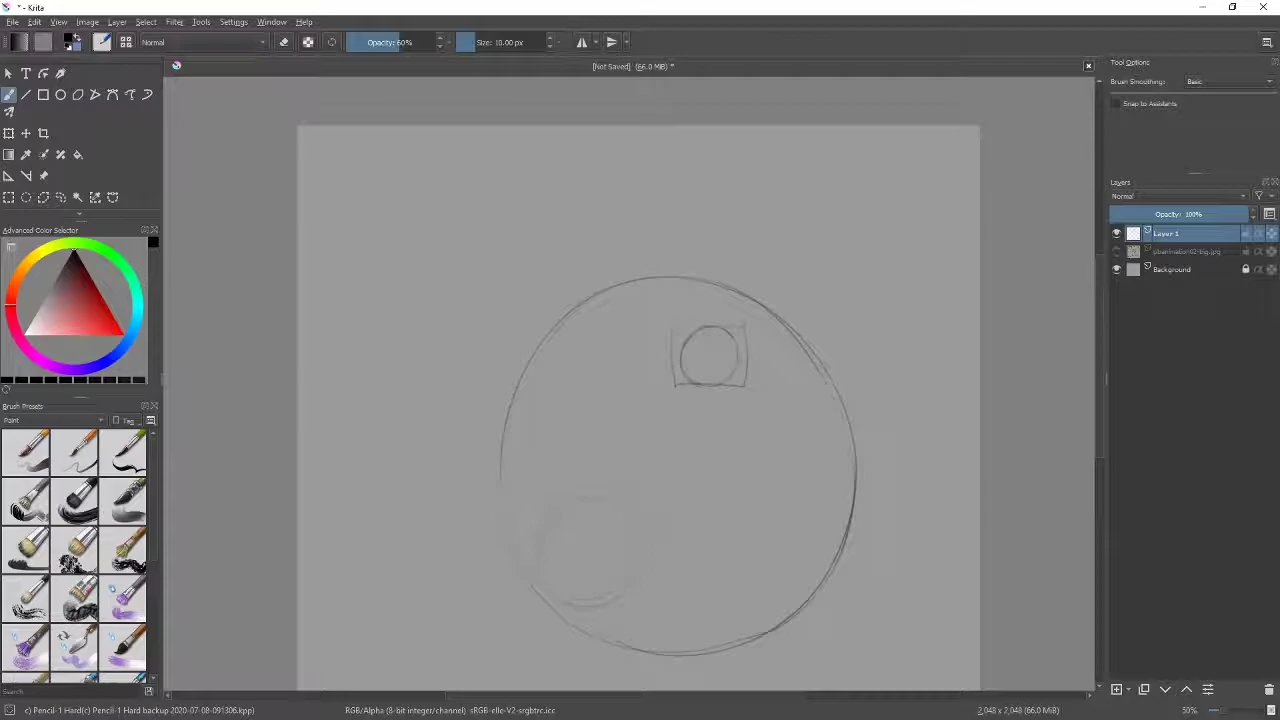 * - Krita
File Edit View Image Layer Select Filter Tools Settings Window Help
Normal Opacity: 60% Size: 10.00 px
[Not Saved] (66.0 MiB) *
Tool Options
Brush Smoothing: Basic
Snap to Assistants
Layers
Normal
Opacity: 100%
Layer 1
Background
Advanced Color Selector
Brush Presets
Paint Tag
Search
c) Pencil-1 Hard(c) Pencil-1 Hard backup 2020-07-08-091306.kpp)
RGB/Alpha (8-bit integer/channel) sRGB-elle-V2-srgbtrc.icc
2,048 x 2,048 (66.0 MiB)
50%